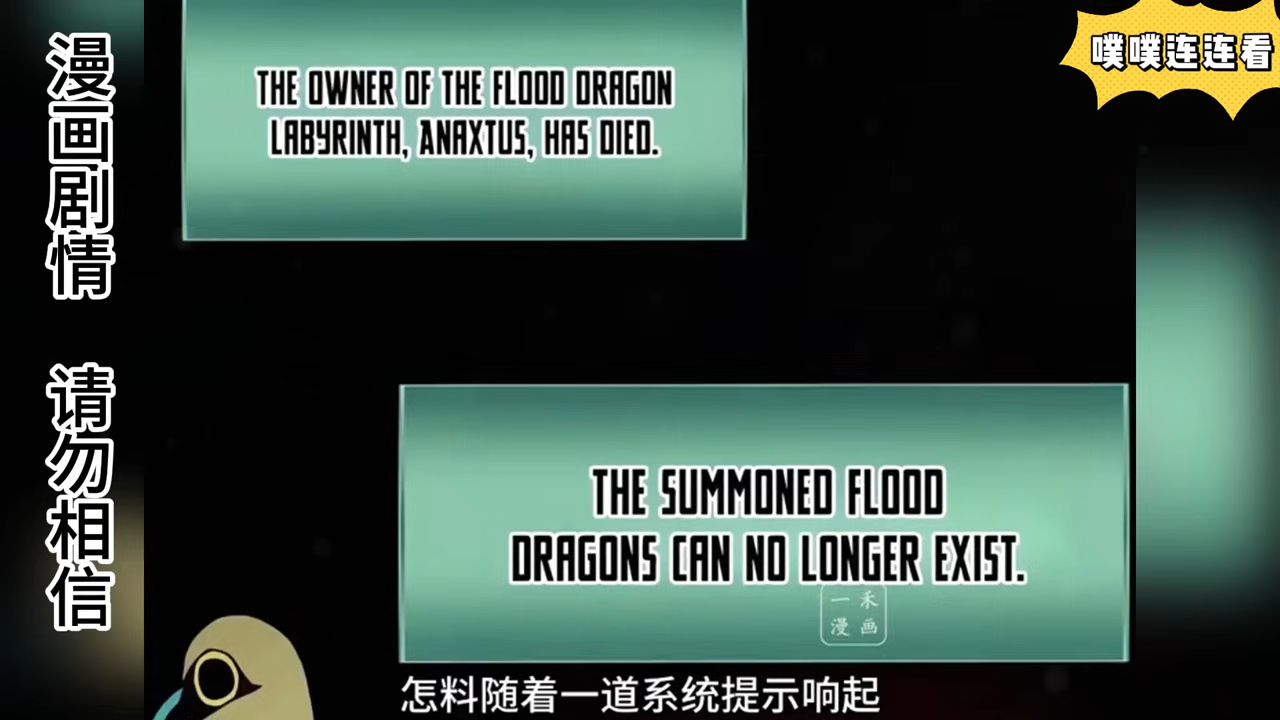 漫画剧情 请勿相信
噗噗连连看
THE OWNER OF THE FLOOD DRAGON
LABYRINTH, ANAXTUS, HAS DIED.
THE SUMMONED FLOOD
DRAGONS CAN NO LONGER EXIST.
一禾
漫画
怎料随着一道系统提示响起